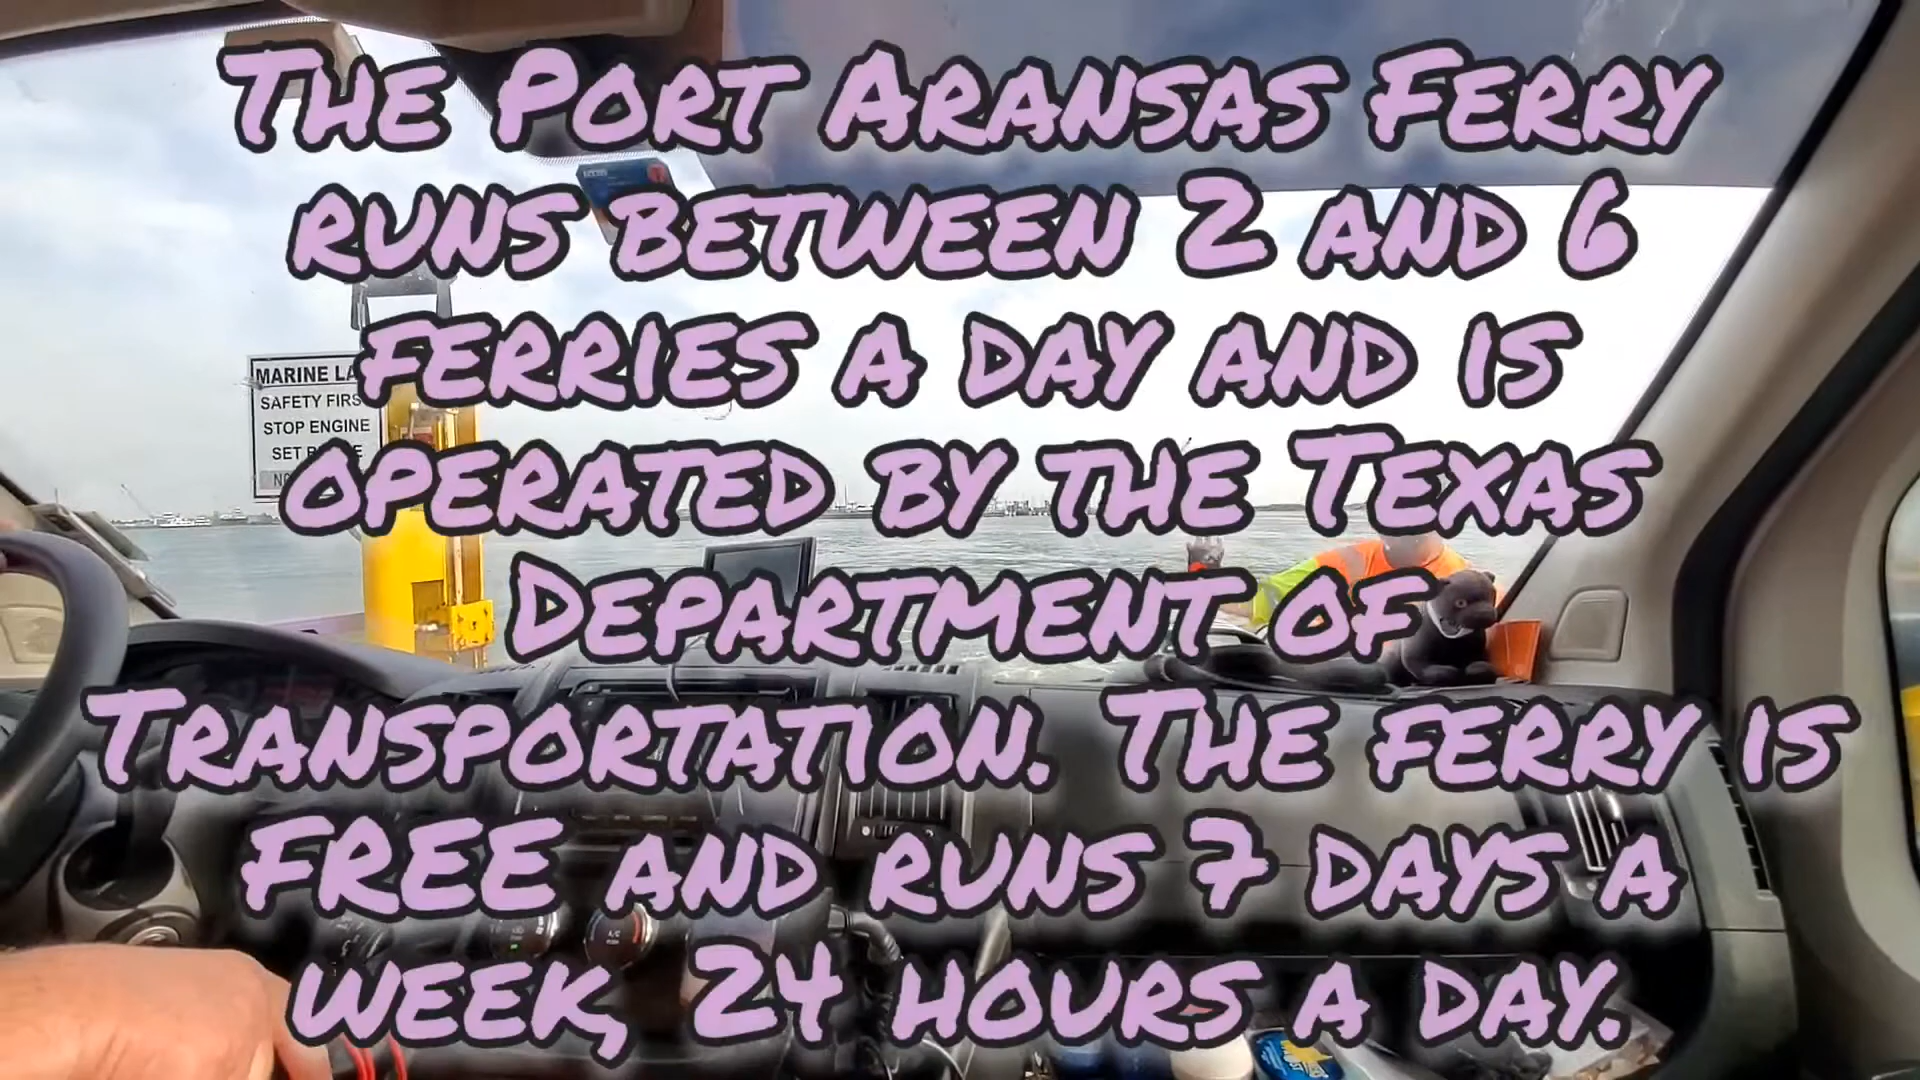 The Port Aransas Ferry
runs between 2 and 6
ferries a day and is
operated by the Texas
Department of
Transportation. The ferry is
FREE and runs 7 days a
week, 24 hours a day.
MARINE
SAFETY FIRS
STOP ENGINE
SET
A/C